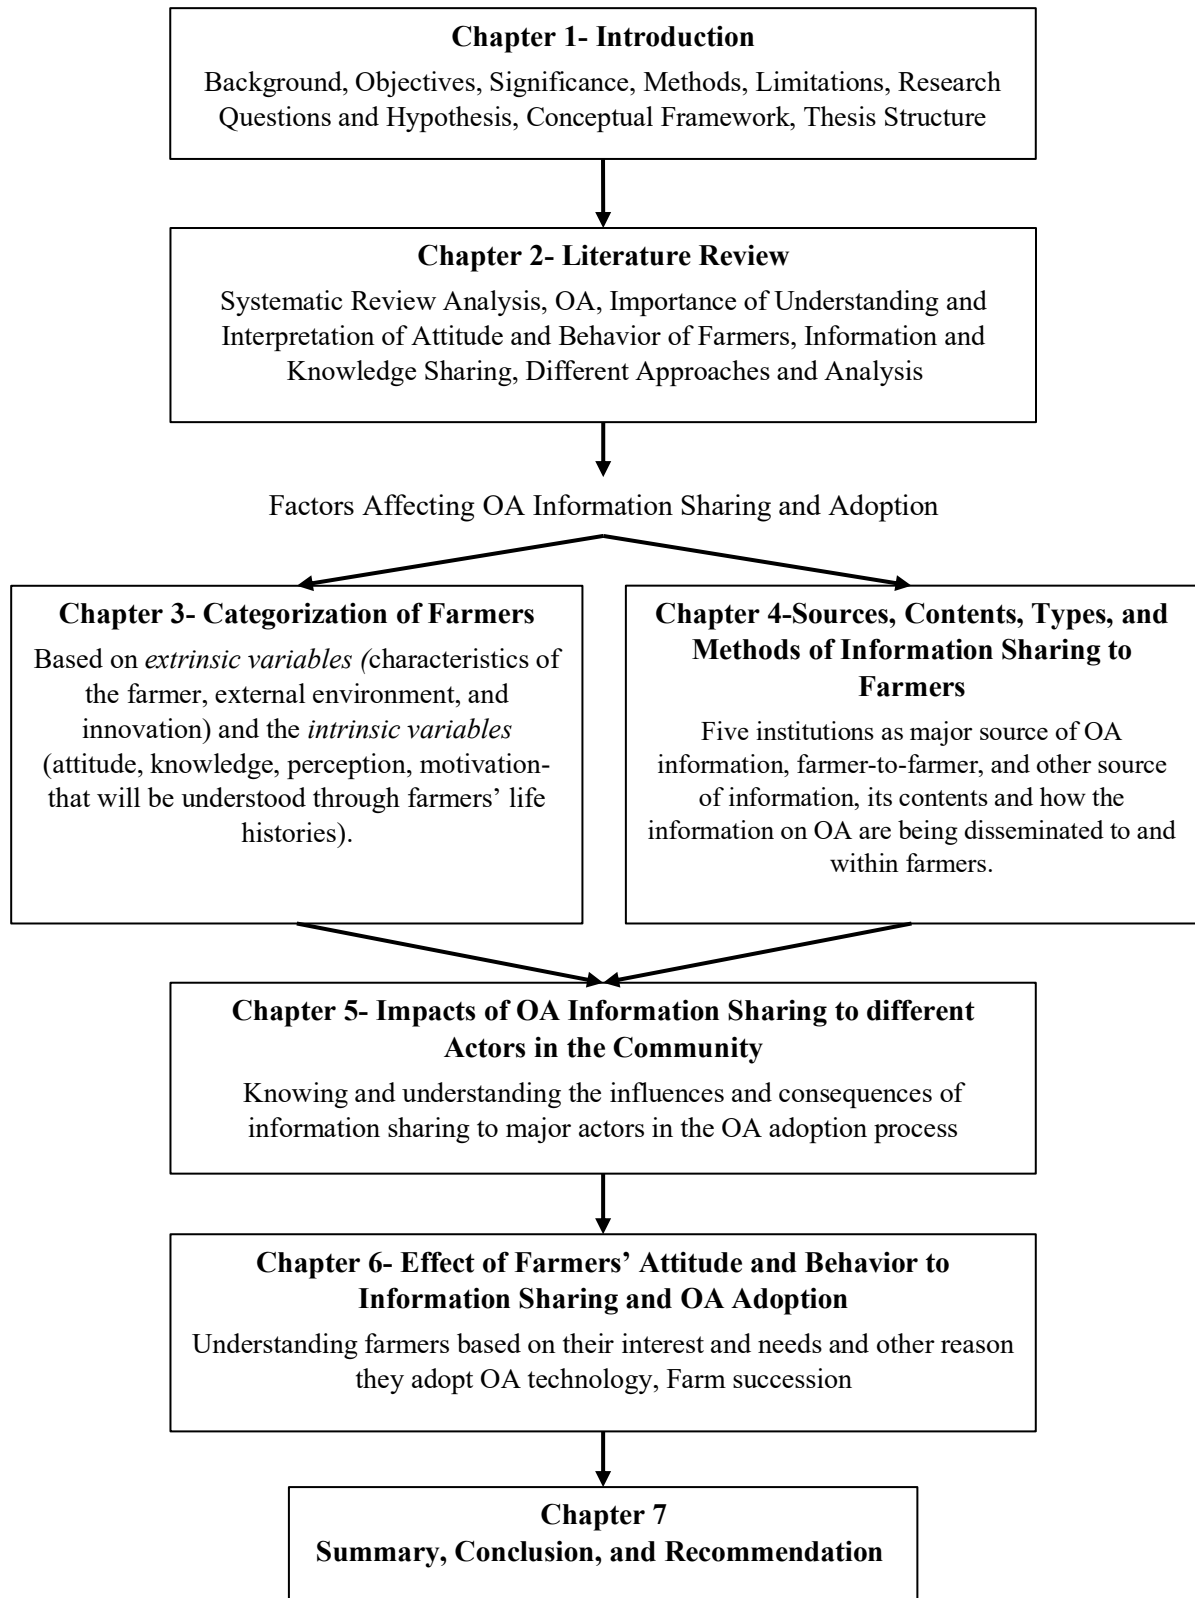 Chapter 1- Introduction
Background, Objectives, Significance, Methods, Limitations, Research
Questions and Hypothesis, Conceptual Framework, Thesis Structure
Chapter 2- Literature Review
Systematic Review Analysis, OA, Importance of Understanding and
Interpretation of Attitude and Behavior of Farmers, Information and
Knowledge Sharing, Different Approaches and Analysis
Factors Affecting OA Information Sharing and Adoption
Chapter 3- Categorization of Farmers
Based on extrinsic variables (characteristics of
the farmer, external environment, and
innovation) and the intrinsic variables
(attitude, knowledge, perception, motivation-
that will be understood through farmers’ life
histories).
Chapter 4-Sources, Contents, Types, and
Methods of Information Sharing to
Farmers
Five institutions as major source of OA
information, farmer-to-farmer, and other source
of information, its contents and how the
information on OA are being disseminated to and
within farmers.
Chapter 5- Impacts of OA Information Sharing to different
Actors in the Community
Knowing and understanding the influences and consequences of
information sharing to major actors in the OA adoption process
Chapter 6- Effect of Farmers’ Attitude and Behavior to
Information Sharing and OA Adoption
Understanding farmers based on their interest and needs and other reason
they adopt OA technology, Farm succession
Chapter 7
Summary, Conclusion, and Recommendation